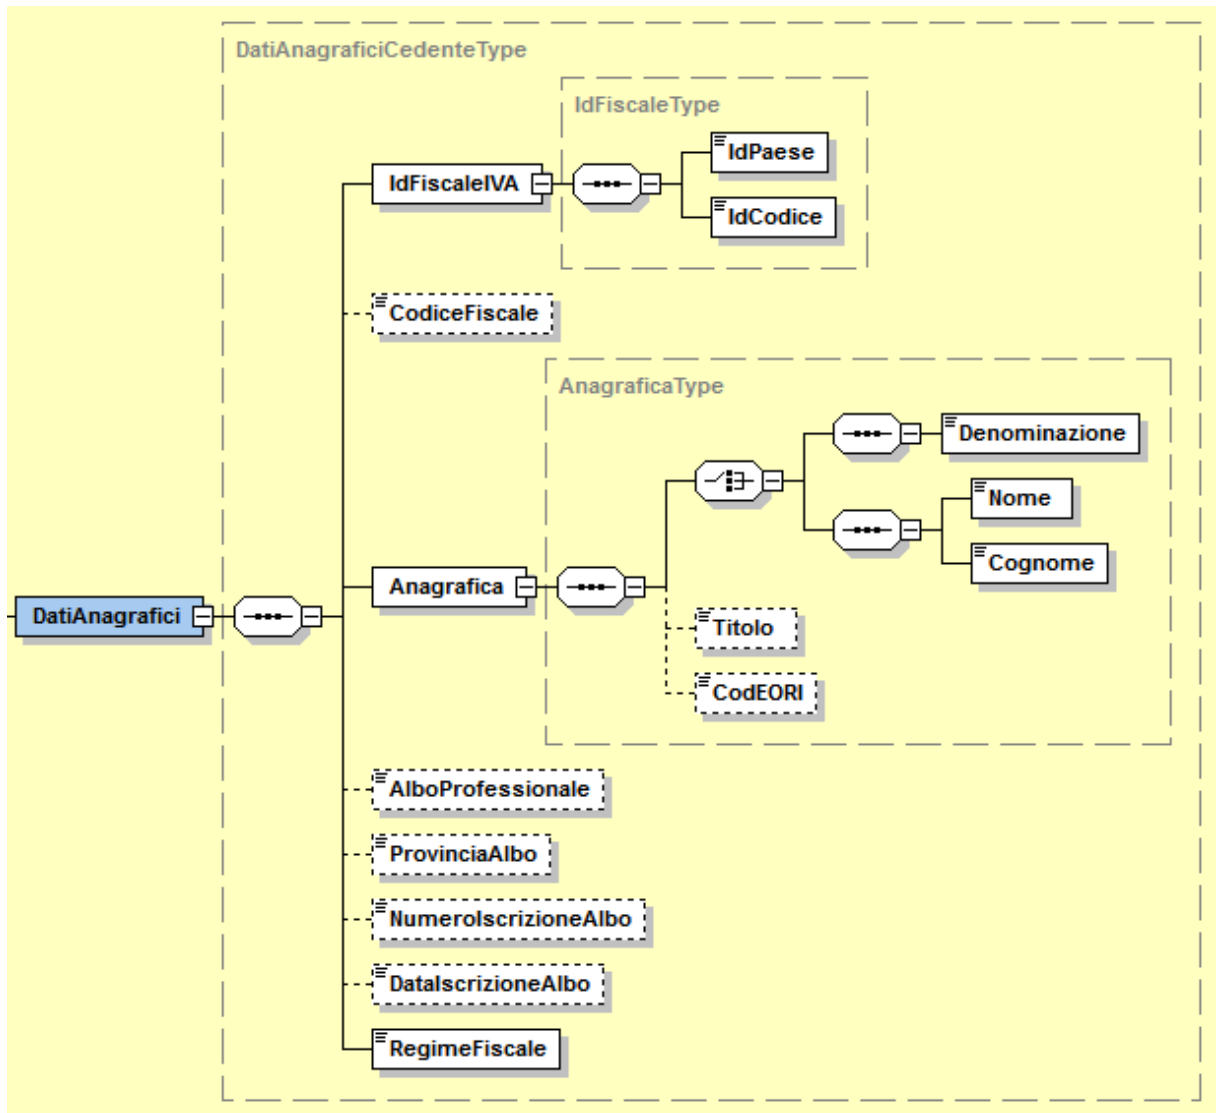 DatiAnagraficiCedenteType
IdFiscaleType
IdPaese
IdFiscaleIVA
IdCodice
CodiceFiscale
AnagraficaType
Denominazione
Nome
Cognome
Anagrafica
DatiAnagrafici
Titolo
CodEORI
AlboProfessionale
ProvinciaAlbo
NumeroIscrizioneAlbo
DataIscrizioneAlbo
RegimeFiscale